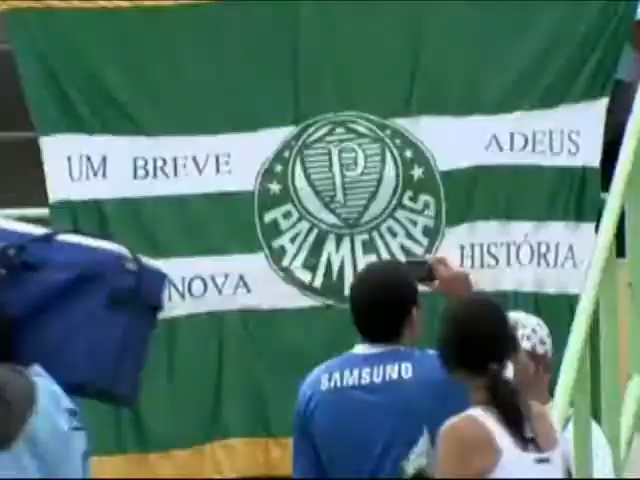 UM BREVE ADEUS
P
PALMEIRAS
NOVA HISTÓRIA
SAMSUNG